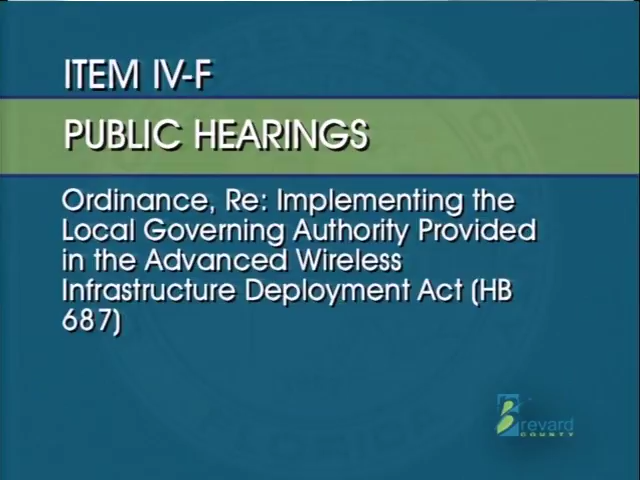 ITEM IV-F
PUBLIC HEARINGS
Ordinance, Re: Implementing the
Local Governing Authority Provided
in the Advanced Wireless
Infrastructure Deployment Act (HB
687)
Brevard
COUNTY